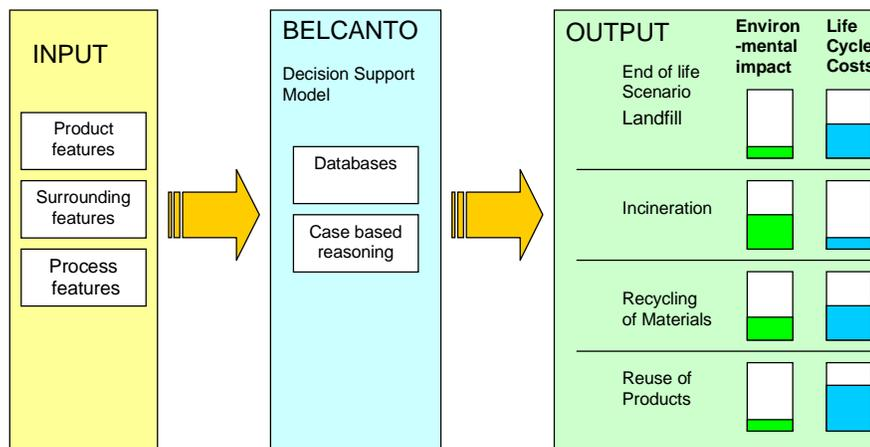 INPUT
Product
features
Surrounding
features
Process
features
BELCANTO
Decision Support
Model
Databases
Case based
reasoning
OUTPUT
Environ
-mental
impact
Life
Cycle
Costs
End of life
Scenario
Landfill
Incineration
Recycling
of Materials
Reuse of
Products